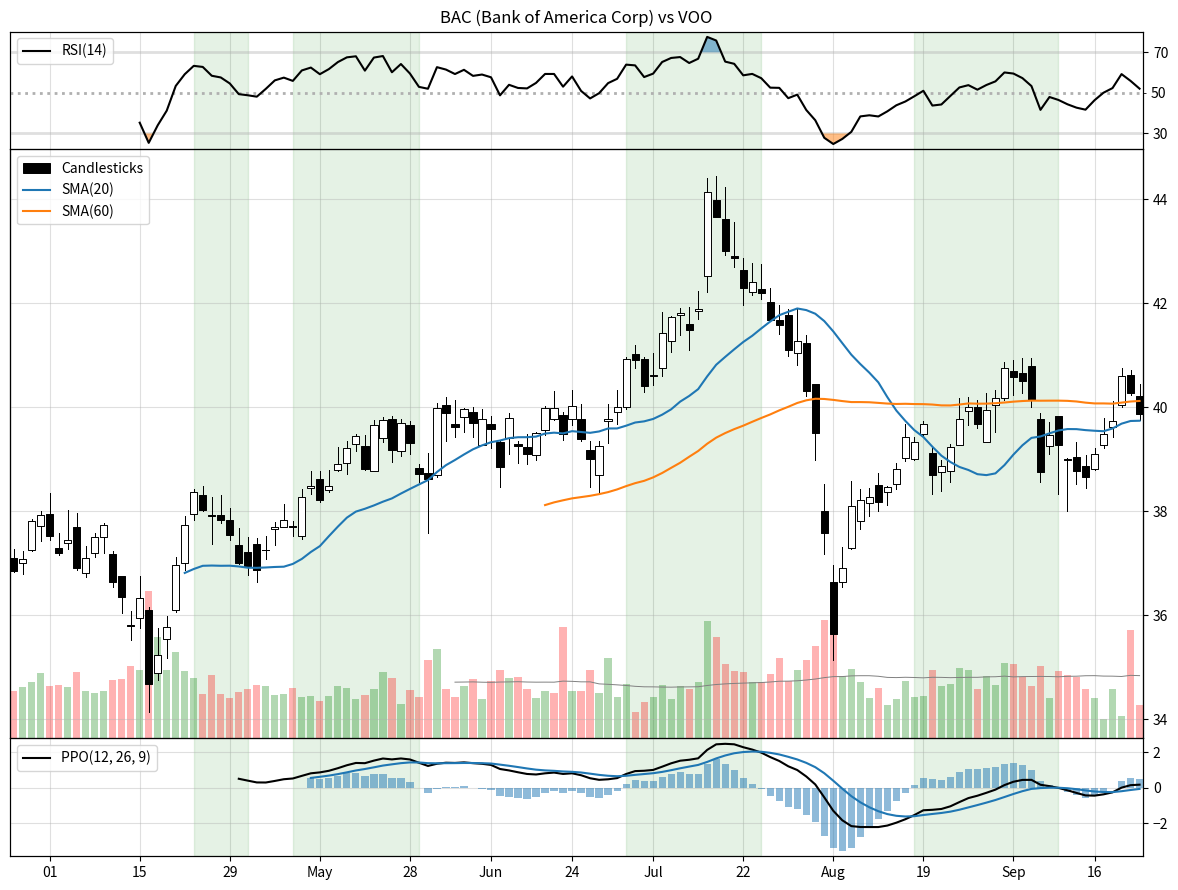 BAC (Bank of America Corp) vs VOO
RSI(14)
70
50
30
Candlesticks
SMA(20)
SMA(60)
44
42
40
38
36
34
PPO(12, 26, 9)
2
0
−2
01 15 29 May 28 Jun 24 Jul 22 Aug 19 Sep 16